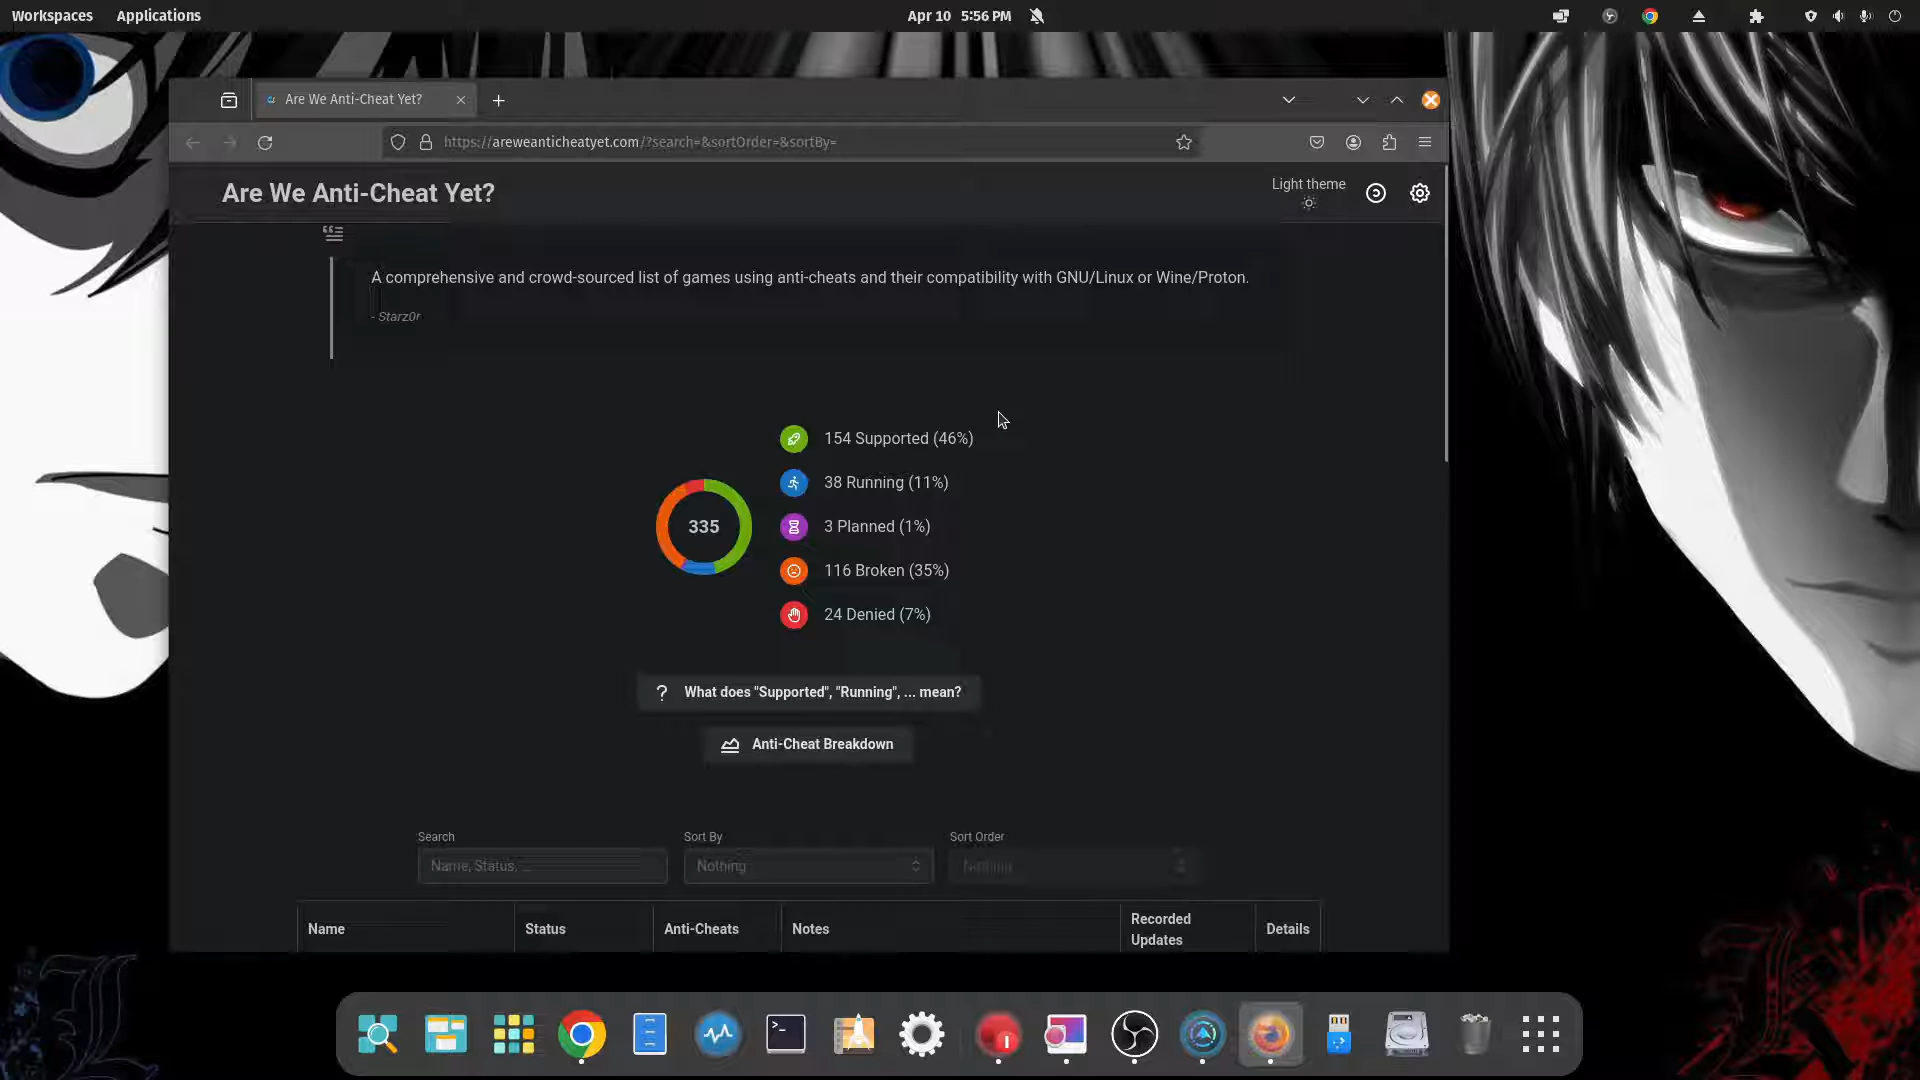 Workspaces Applications Apr 10 5:56 PM
Are We Anti-Cheat Yet?
https://areweanticheatyet.com/?search=&sortOrder=&sortBy=
Are We Anti-Cheat Yet?
Light theme
A comprehensive and crowd-sourced list of games using anti-cheats and their compatibility with GNU/Linux or Wine/Proton.
- Starz0r
154 Supported (46%)
38 Running (11%)
335
3 Planned (1%)
116 Broken (35%)
24 Denied (7%)
? What does "Supported", "Running", ... mean?
Anti-Cheat Breakdown
Search Sort By Sort Order
Name, Status, ... Nothing Nothing
Name Status Anti-Cheats Notes Recorded Updates Details